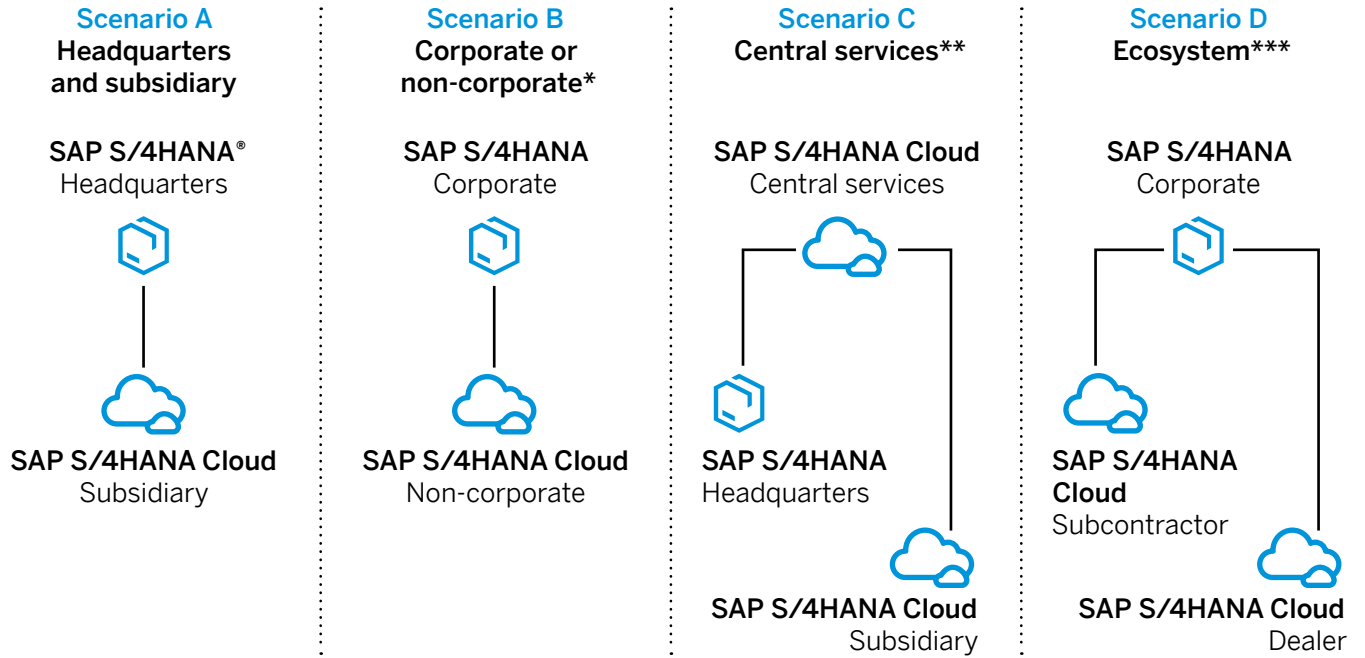 Scenario A
Headquarters
and subsidiary
SAP S/4HANA®
Headquarters
SAP S/4HANA Cloud
Subsidiary
Scenario B
Corporate or
non-corporate*
SAP S/4HANA
Corporate
SAP S/4HANA Cloud
Non-corporate
Scenario C
Central services**
SAP S/4HANA Cloud
Central services
SAP S/4HANA
Headquarters
SAP S/4HANA Cloud
Subsidiary
Scenario D
Ecosystem***
SAP S/4HANA
Corporate
SAP S/4HANA
Cloud
Subcontractor
SAP S/4HANA Cloud
Dealer